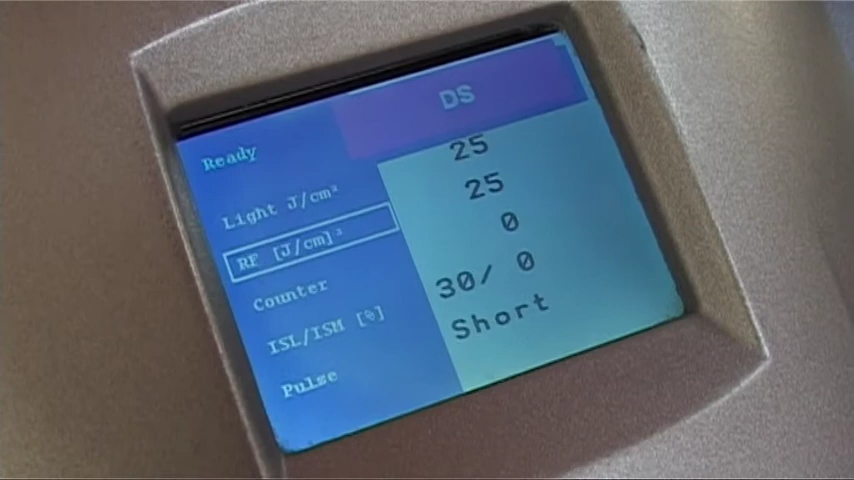 DS
Ready
Light J/cm² 25
RF [J/cm]³ 25
Counter 0
ISL/ISM [%] 30/ 0
Pulse Short